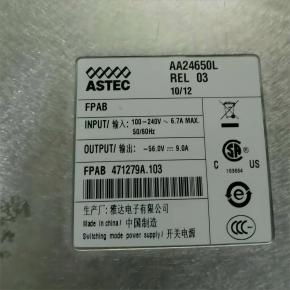 ASTEC
AA24650L
REL 03
10/12
FPAB
INPUT/ 输入: 100-240V~ 6.7A MAX.
50/60Hz
OUTPUT/ 输出: -56.0V ⎓ 9.0A
FPAB 471279A.103
C US
生产厂: 雅达电子有限公司
Made in china/ 中国制造
Switching mode power supply/ 开关电源
CCC